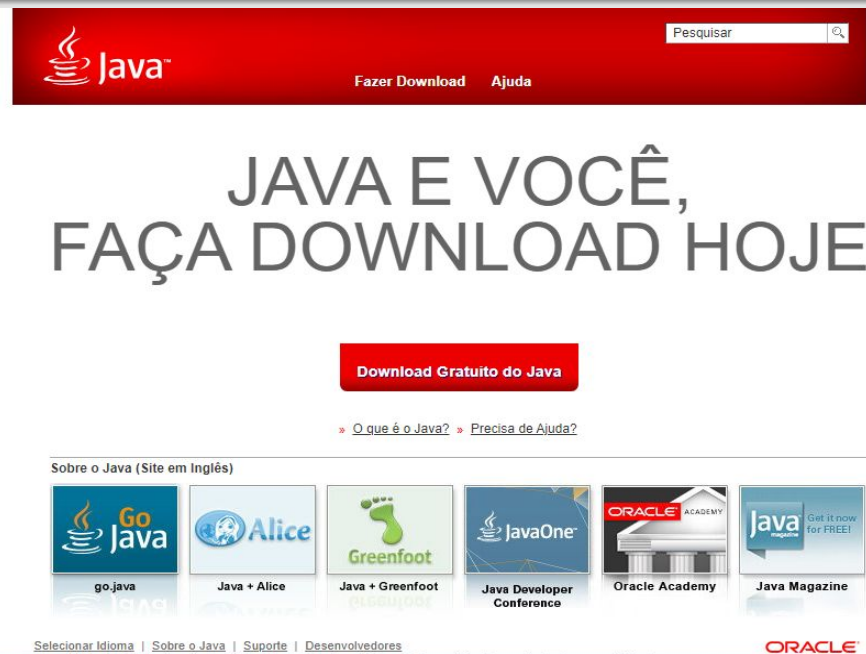 Java™
Pesquisar
Fazer Download Ajuda
JAVA E VOCÊ,
FAÇA DOWNLOAD HOJE
Download Gratuito do Java
» O que é o Java? » Precisa de Ajuda?
Sobre o Java (Site em Inglês)
Go
Java
Alice
Greenfoot
JavaOne
ORACLE ACADEMY
Java
magazine
Get it now
for FREE!
go.java
Java + Alice
Java + Greenfoot
Java Developer
Conference
Oracle Academy
Java Magazine
Selecionar Idioma | Sobre o Java | Suporte | Desenvolvedores
ORACLE